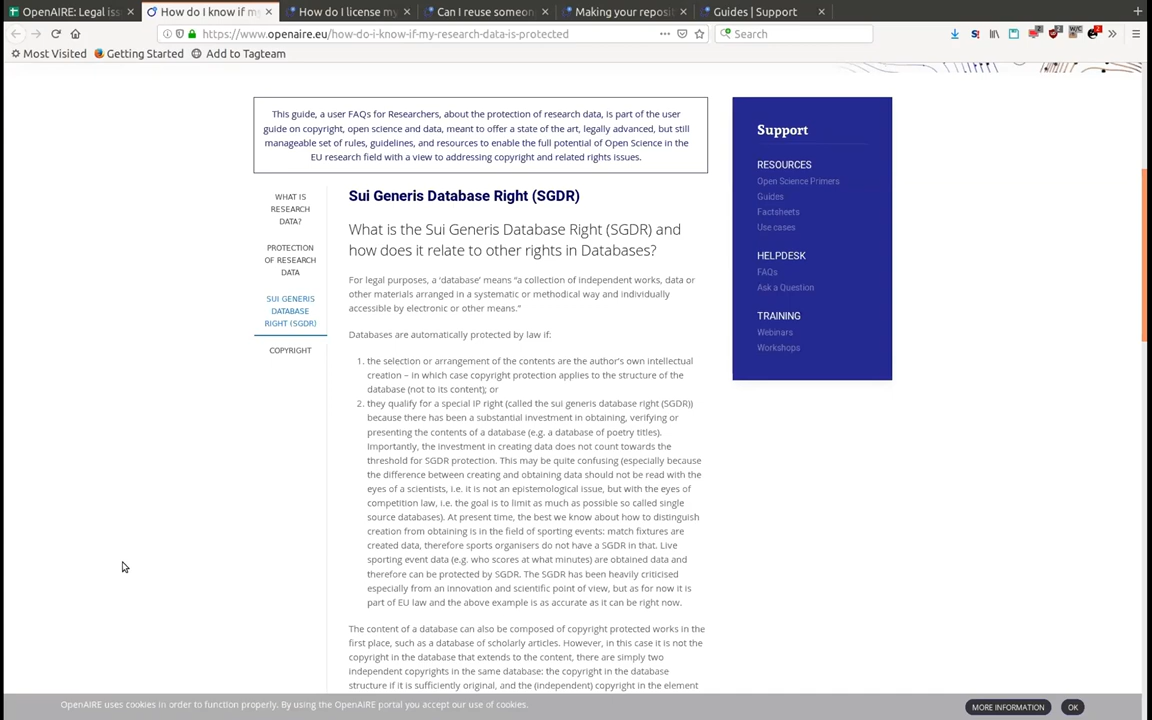 OpenAIRE: Legal iss
How do I know if m
How do I license my
Can I reuse someon
Making your reposi
Guides | Support
https://www.openaire.eu/how-do-i-know-if-my-research-data-is-protected
Search
Most Visited
Getting Started
Add to Tagteam
This guide, a user FAQs for Researchers, about the protection of research data, is part of the user
guide on copyright, open science and data, meant to offer a state of the art, legally advanced, but still
manageable set of rules, guidelines, and resources to enable the full potential of Open Science in the
EU research field with a view to addressing copyright and related rights issues.
WHAT IS
RESEARCH
DATA?
PROTECTION
OF RESEARCH
DATA
SUI GENERIS
DATABASE
RIGHT (SGDR)
COPYRIGHT
Sui Generis Database Right (SGDR)
What is the Sui Generis Database Right (SGDR) and
how does it relate to other rights in Databases?
For legal purposes, a ‘database’ means “a collection of independent works, data or
other materials arranged in a systematic or methodical way and individually
accessible by electronic or other means.”
Databases are automatically protected by law if:
1. the selection or arrangement of the contents are the author's own intellectual
creation – in which case copyright protection applies to the structure of the
database (not to its content); or
2. they qualify for a special IP right (called the sui generis database right (SGDR))
because there has been a substantial investment in obtaining, verifying or
presenting the contents of a database (e.g. a database of poetry titles).
Importantly, the investment in creating data does not count towards the
threshold for SGDR protection. This may be quite confusing (especially because
the difference between creating and obtaining data should not be read with the
eyes of a scientists, i.e. it is not an epistemological issue, but with the eyes of
competition law, i.e. the goal is to limit as much as possible so called single
source databases). At present time, the best we know about how to distinguish
creation from obtaining is in the field of sporting events: match fixtures are
created data, therefore sports organisers do not have a SGDR in that. Live
sporting event data (e.g. who scores at what minutes) are obtained data and
therefore can be protected by SGDR. The SGDR has been heavily criticised
especially from an innovation and scientific point of view, but as for now it is
part of EU law and the above example is as accurate as it can be right now.
The content of a database can also be composed of copyright protected works in the
first place, such as a database of scholarly articles. However, in this case it is not the
copyright in the database that extends to the content, there are simply two
independent copyrights in the same database: the copyright in the database
structure if it is sufficiently original, and the (independent) copyright in the element
Support
RESOURCES
Open Science Primers
Guides
Factsheets
Use cases
HELPDESK
FAQs
Ask a Question
TRAINING
Webinars
Workshops
OpenAIRE uses cookies in order to function properly. By using the OpenAIRE portal you accept our use of cookies.
MORE INFORMATION
OK